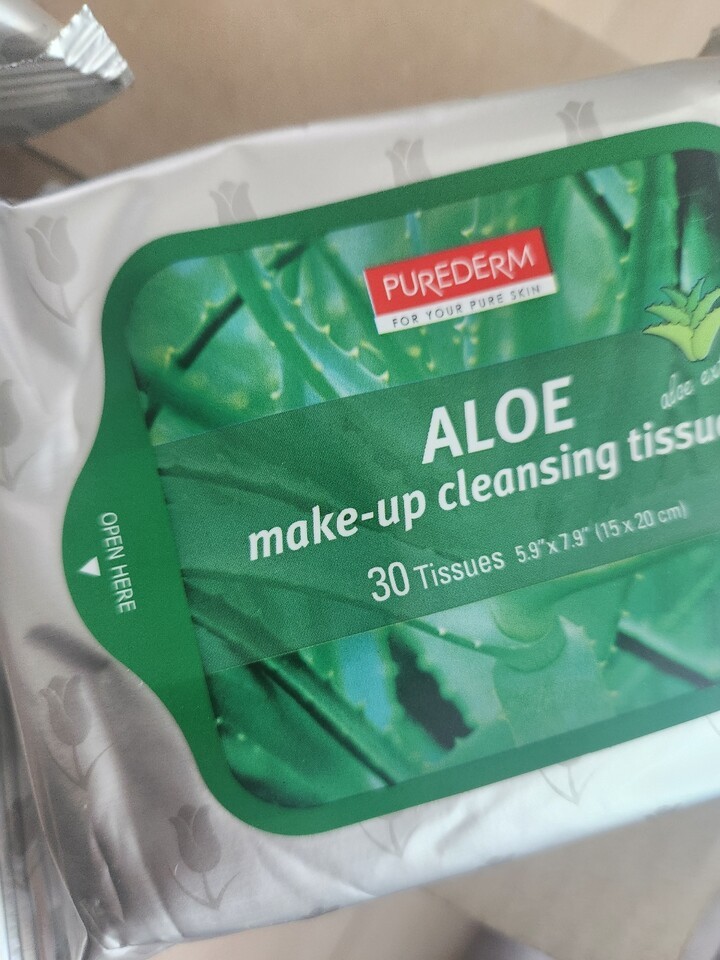 PUREDERM
FOR YOUR PURE SKIN
aloe
ALOE
make-up cleansing
30 Tissues 5.9"x 7.9" (15 x 20 cm)
OPEN HERE